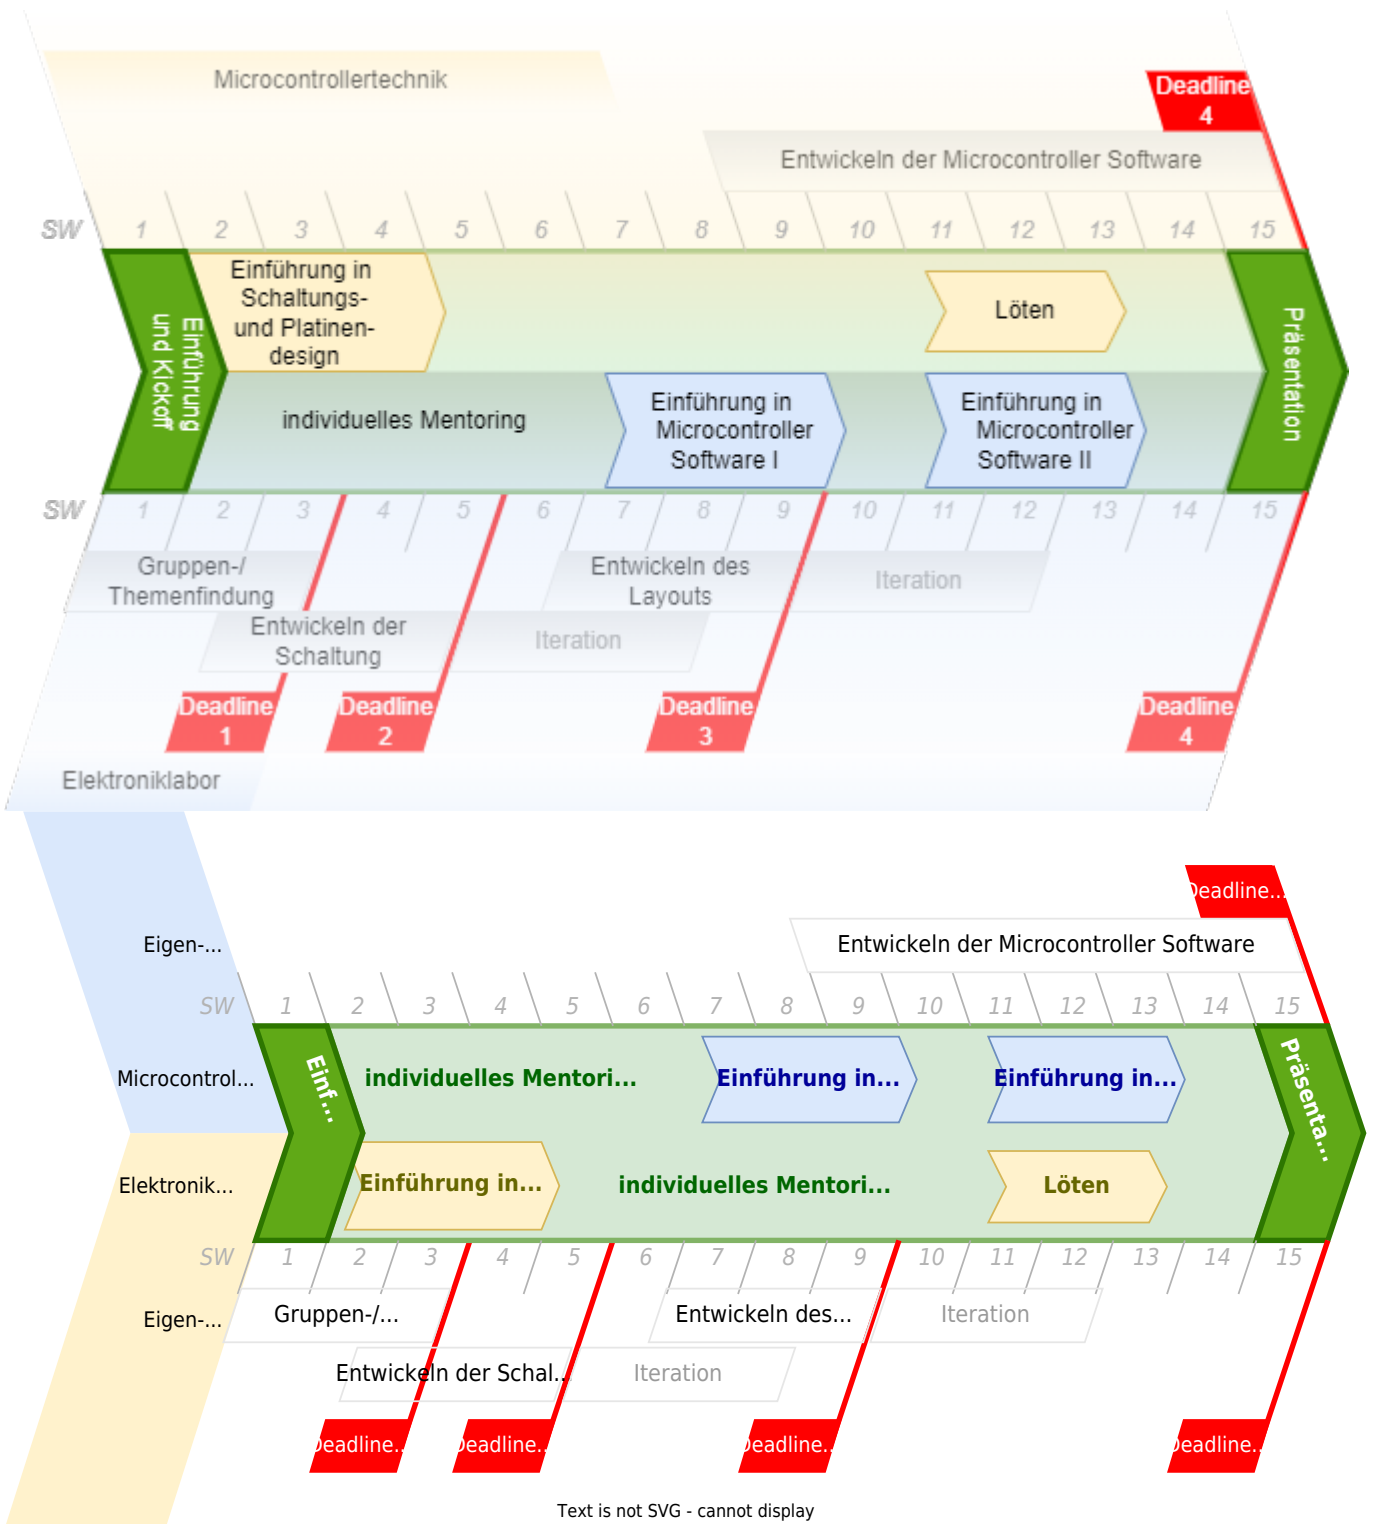 Microcontrollertechnik
Deadline
4
Entwickeln der Microcontroller Software
SW 1 2 3 4 5 6 7 8 9 10 11 12 13 14 15
Einführung
und Kickoff
Einführung in
Schaltungs-
und Platinen-
design
Löten
Präsentation
individuelles Mentoring
Einführung in
Microcontroller
Software I
Einführung in
Microcontroller
Software II
SW 1 2 3 4 5 6 7 8 9 10 11 12 13 14 15
Gruppen-/
Themenfindung
Entwickeln des
Layouts
Iteration
Entwickeln der
Schaltung
Iteration
Deadline
1
Deadline
2
Deadline
3
Deadline
4
Elektroniklabor
Deadline...
Eigen-...
Entwickeln der Microcontroller Software
SW 1 2 3 4 5 6 7 8 9 10 11 12 13 14 15
Einf...
Präsenta...
Microcontrol...
individuelles Mentori...
Einführung in...
Einführung in...
Elektronik...
Einführung in...
individuelles Mentori...
Löten
SW 1 2 3 4 5 6 7 8 9 10 11 12 13 14 15
Eigen-...
Gruppen-/...
Entwickeln des...
Iteration
Entwickeln der Schal...
Iteration
Deadline...
Deadline...
Deadline...
Deadline...
Text is not SVG - cannot display